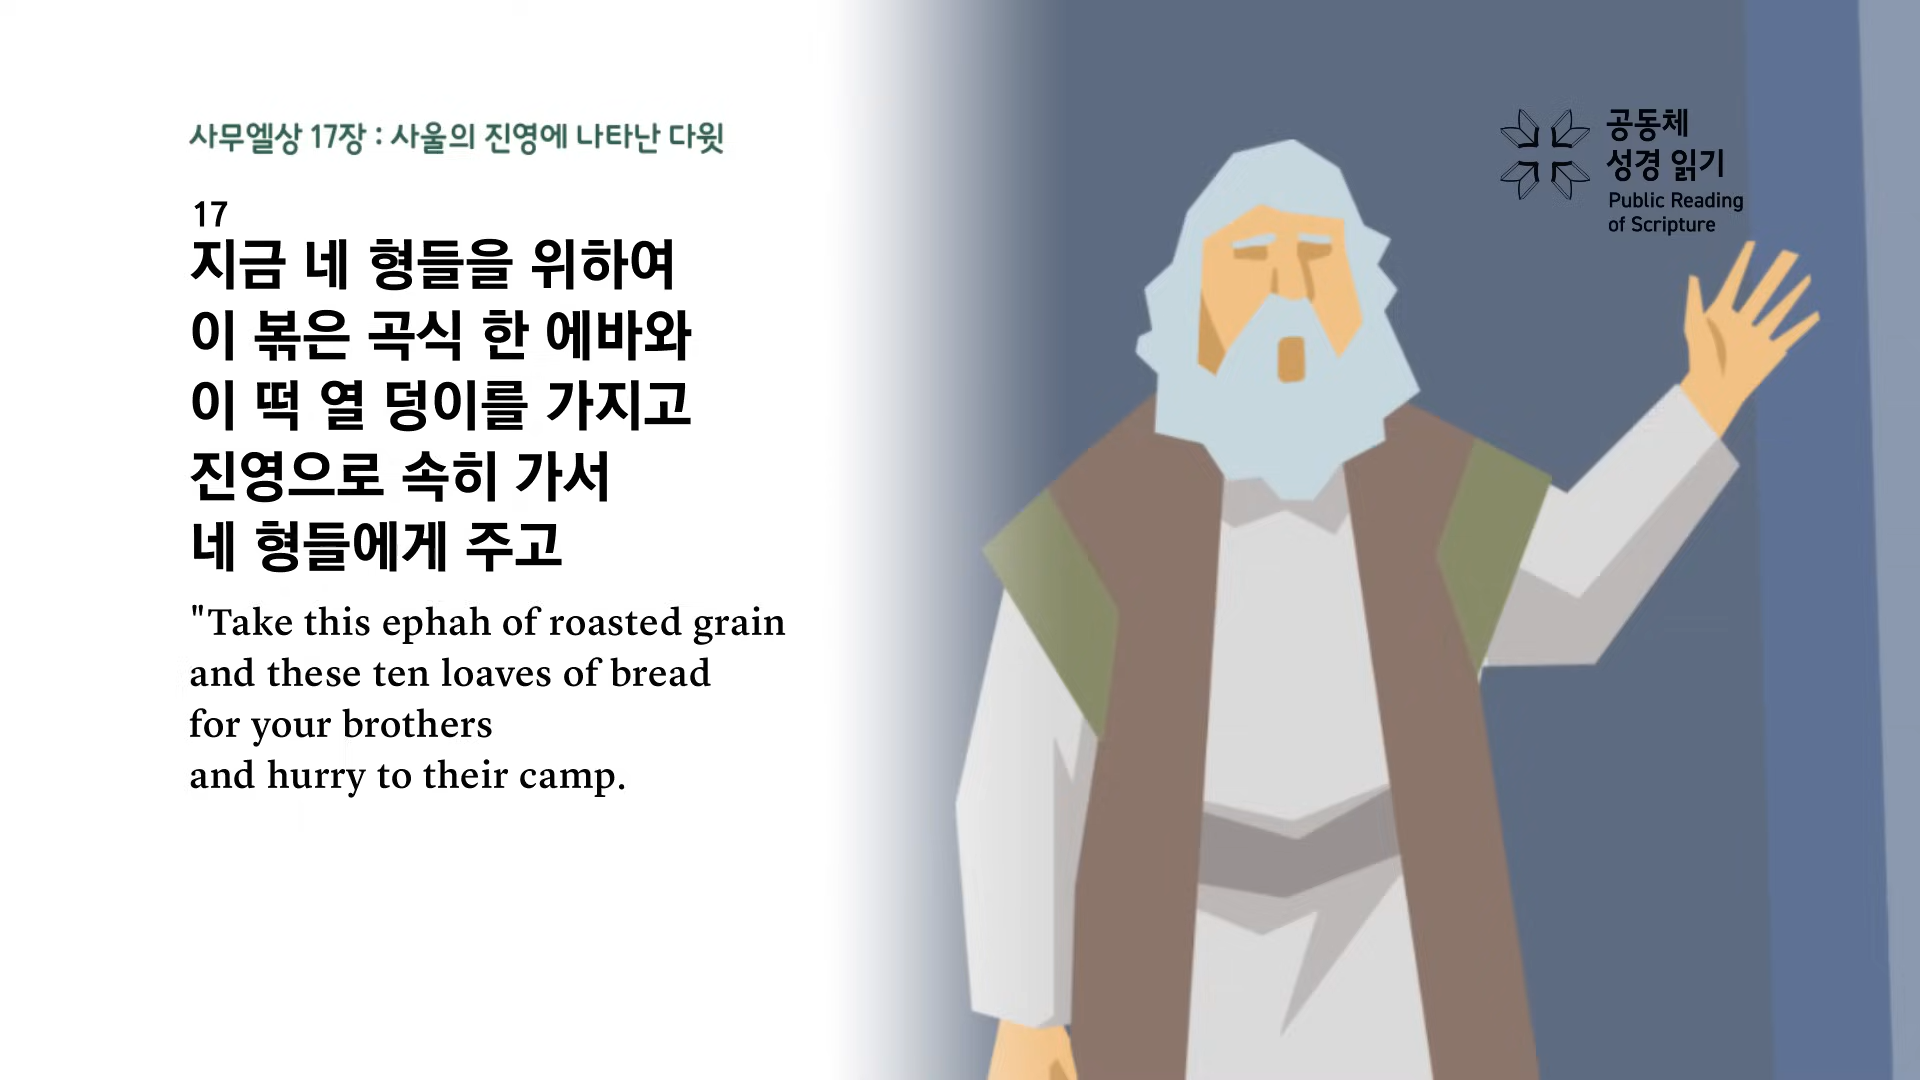 사무엘상 17장 : 사울의 진영에 나타난 다윗
17
지금 네 형들을 위하여
이 볶은 곡식 한 에바와
이 떡 열 덩이를 가지고
진영으로 속히 가서
네 형들에게 주고
"Take this ephah of roasted grain
and these ten loaves of bread
for your brothers
and hurry to their camp.
공동체
성경 읽기
Public Reading
of Scripture